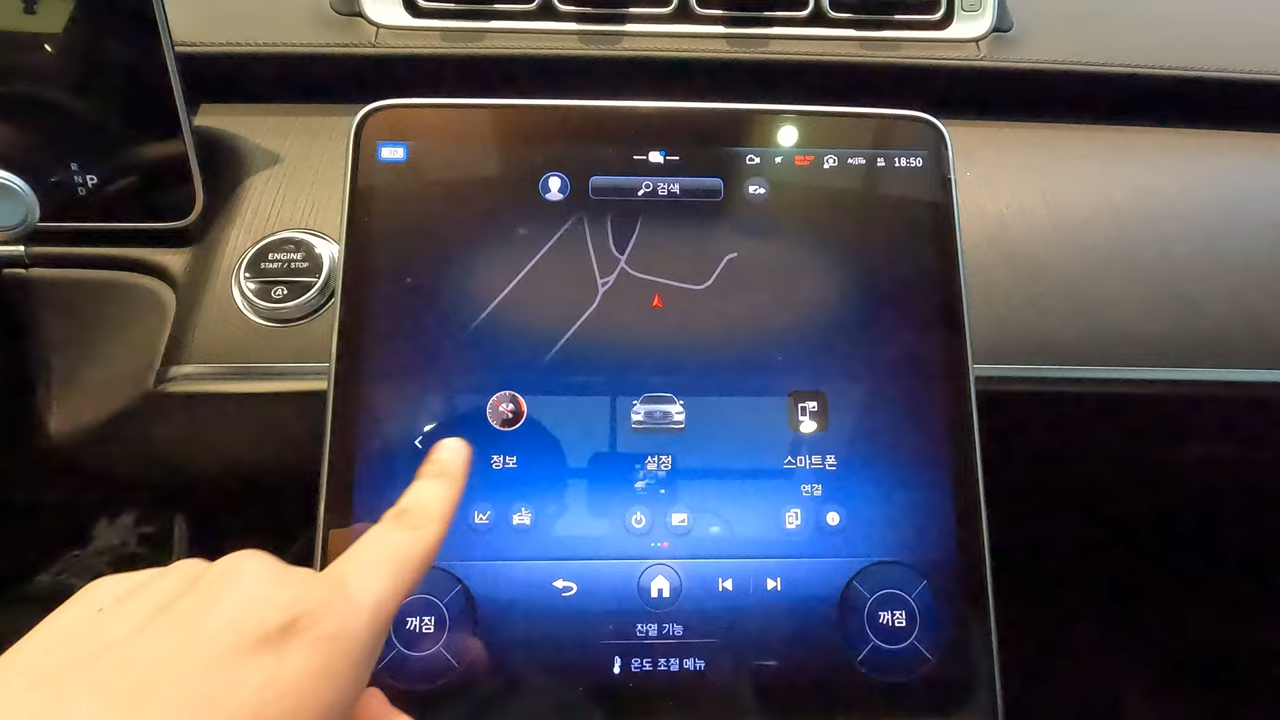 R
N
D
P
ENGINE
START / STOP
A
3D
18:50
검색
정보
설정
스마트폰
연결
꺼짐
꺼짐
잔열 기능
온도 조절 메뉴